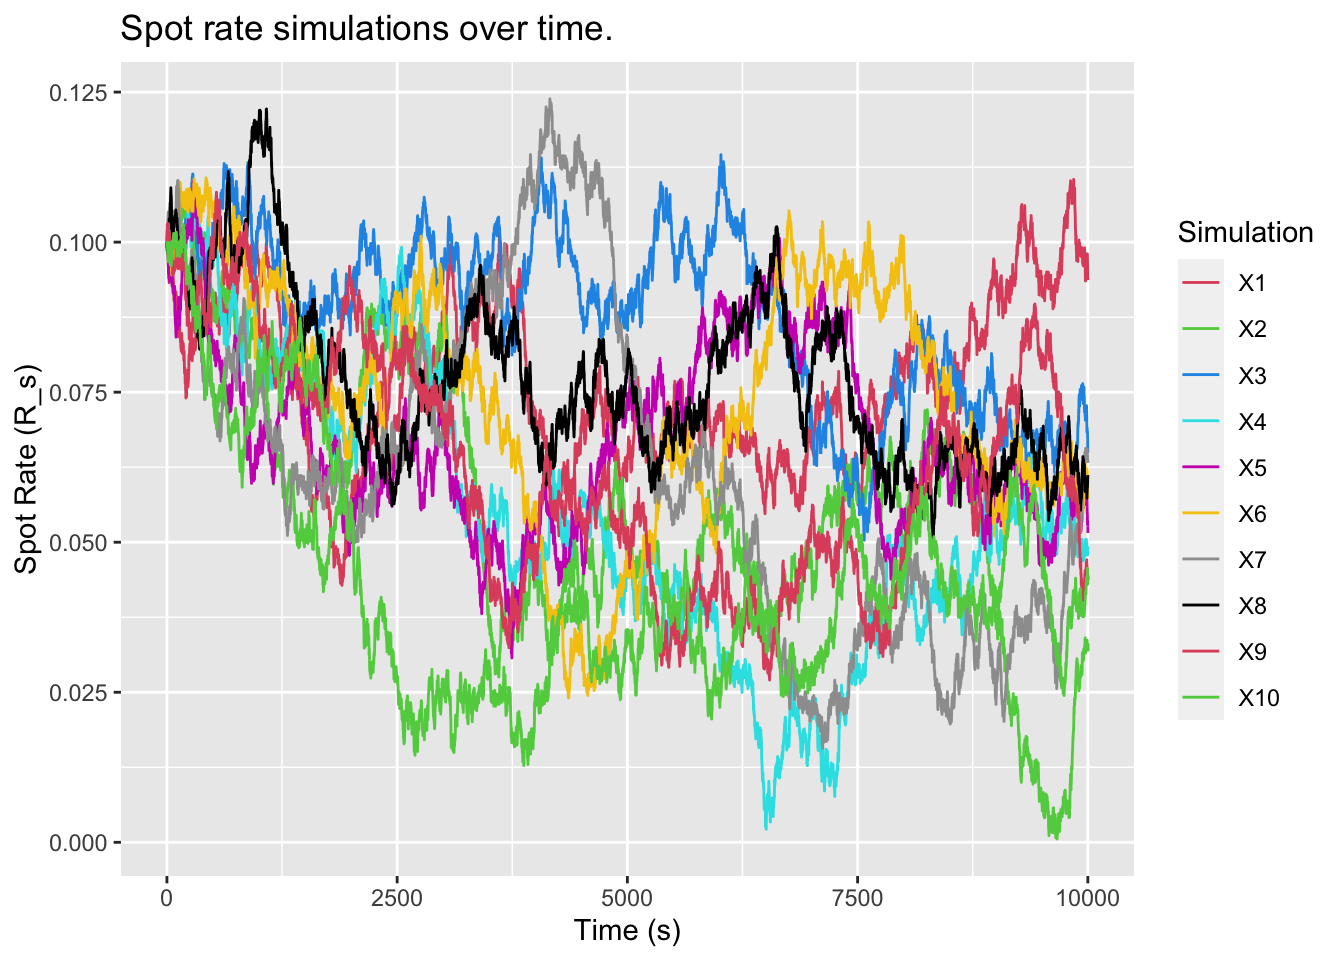 Spot rate simulations over time.
0.125
0.100
0.075
0.050
0.025
0.000
Spot Rate (R_s)
0
2500
5000
7500
10000
Time (s)
Simulation
X1
X2
X3
X4
X5
X6
X7
X8
X9
X10